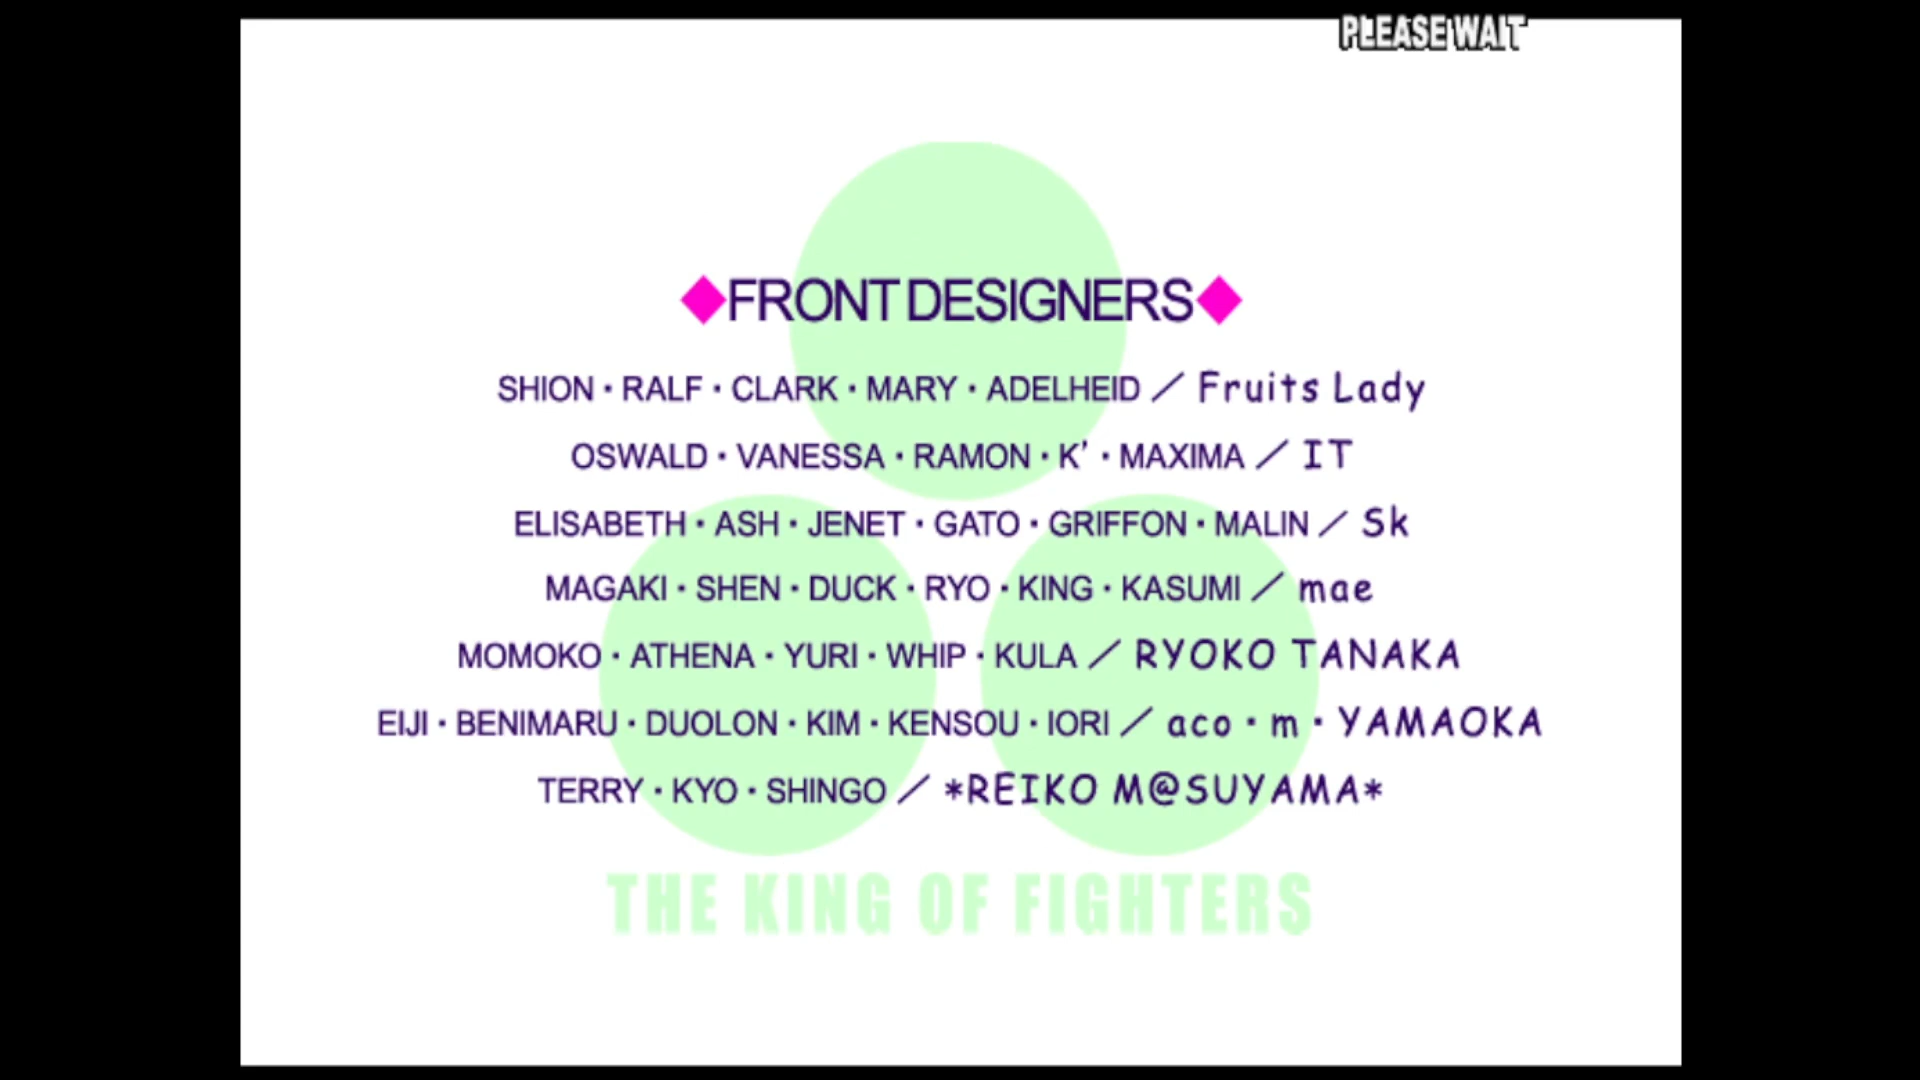 PLEASE WAIT
◆FRONT DESIGNERS◆
SHION・RALF・CLARK・MARY・ADELHEID／Fruits Lady
OSWALD・VANESSA・RAMON・K’・MAXIMA／IT
ELISABETH・ASH・JENET・GATO・GRIFFON・MALIN／Sk
MAGAKI・SHEN・DUCK・RYO・KING・KASUMI／mae
MOMOKO・ATHENA・YURI・WHIP・KULA／RYOKO TANAKA
EIJI・BENIMARU・DUOLON・KIM・KENSOU・IORI／aco・m・YAMAOKA
TERRY・KYO・SHINGO／*REIKO M@SUYAMA*
THE KING OF FIGHTERS